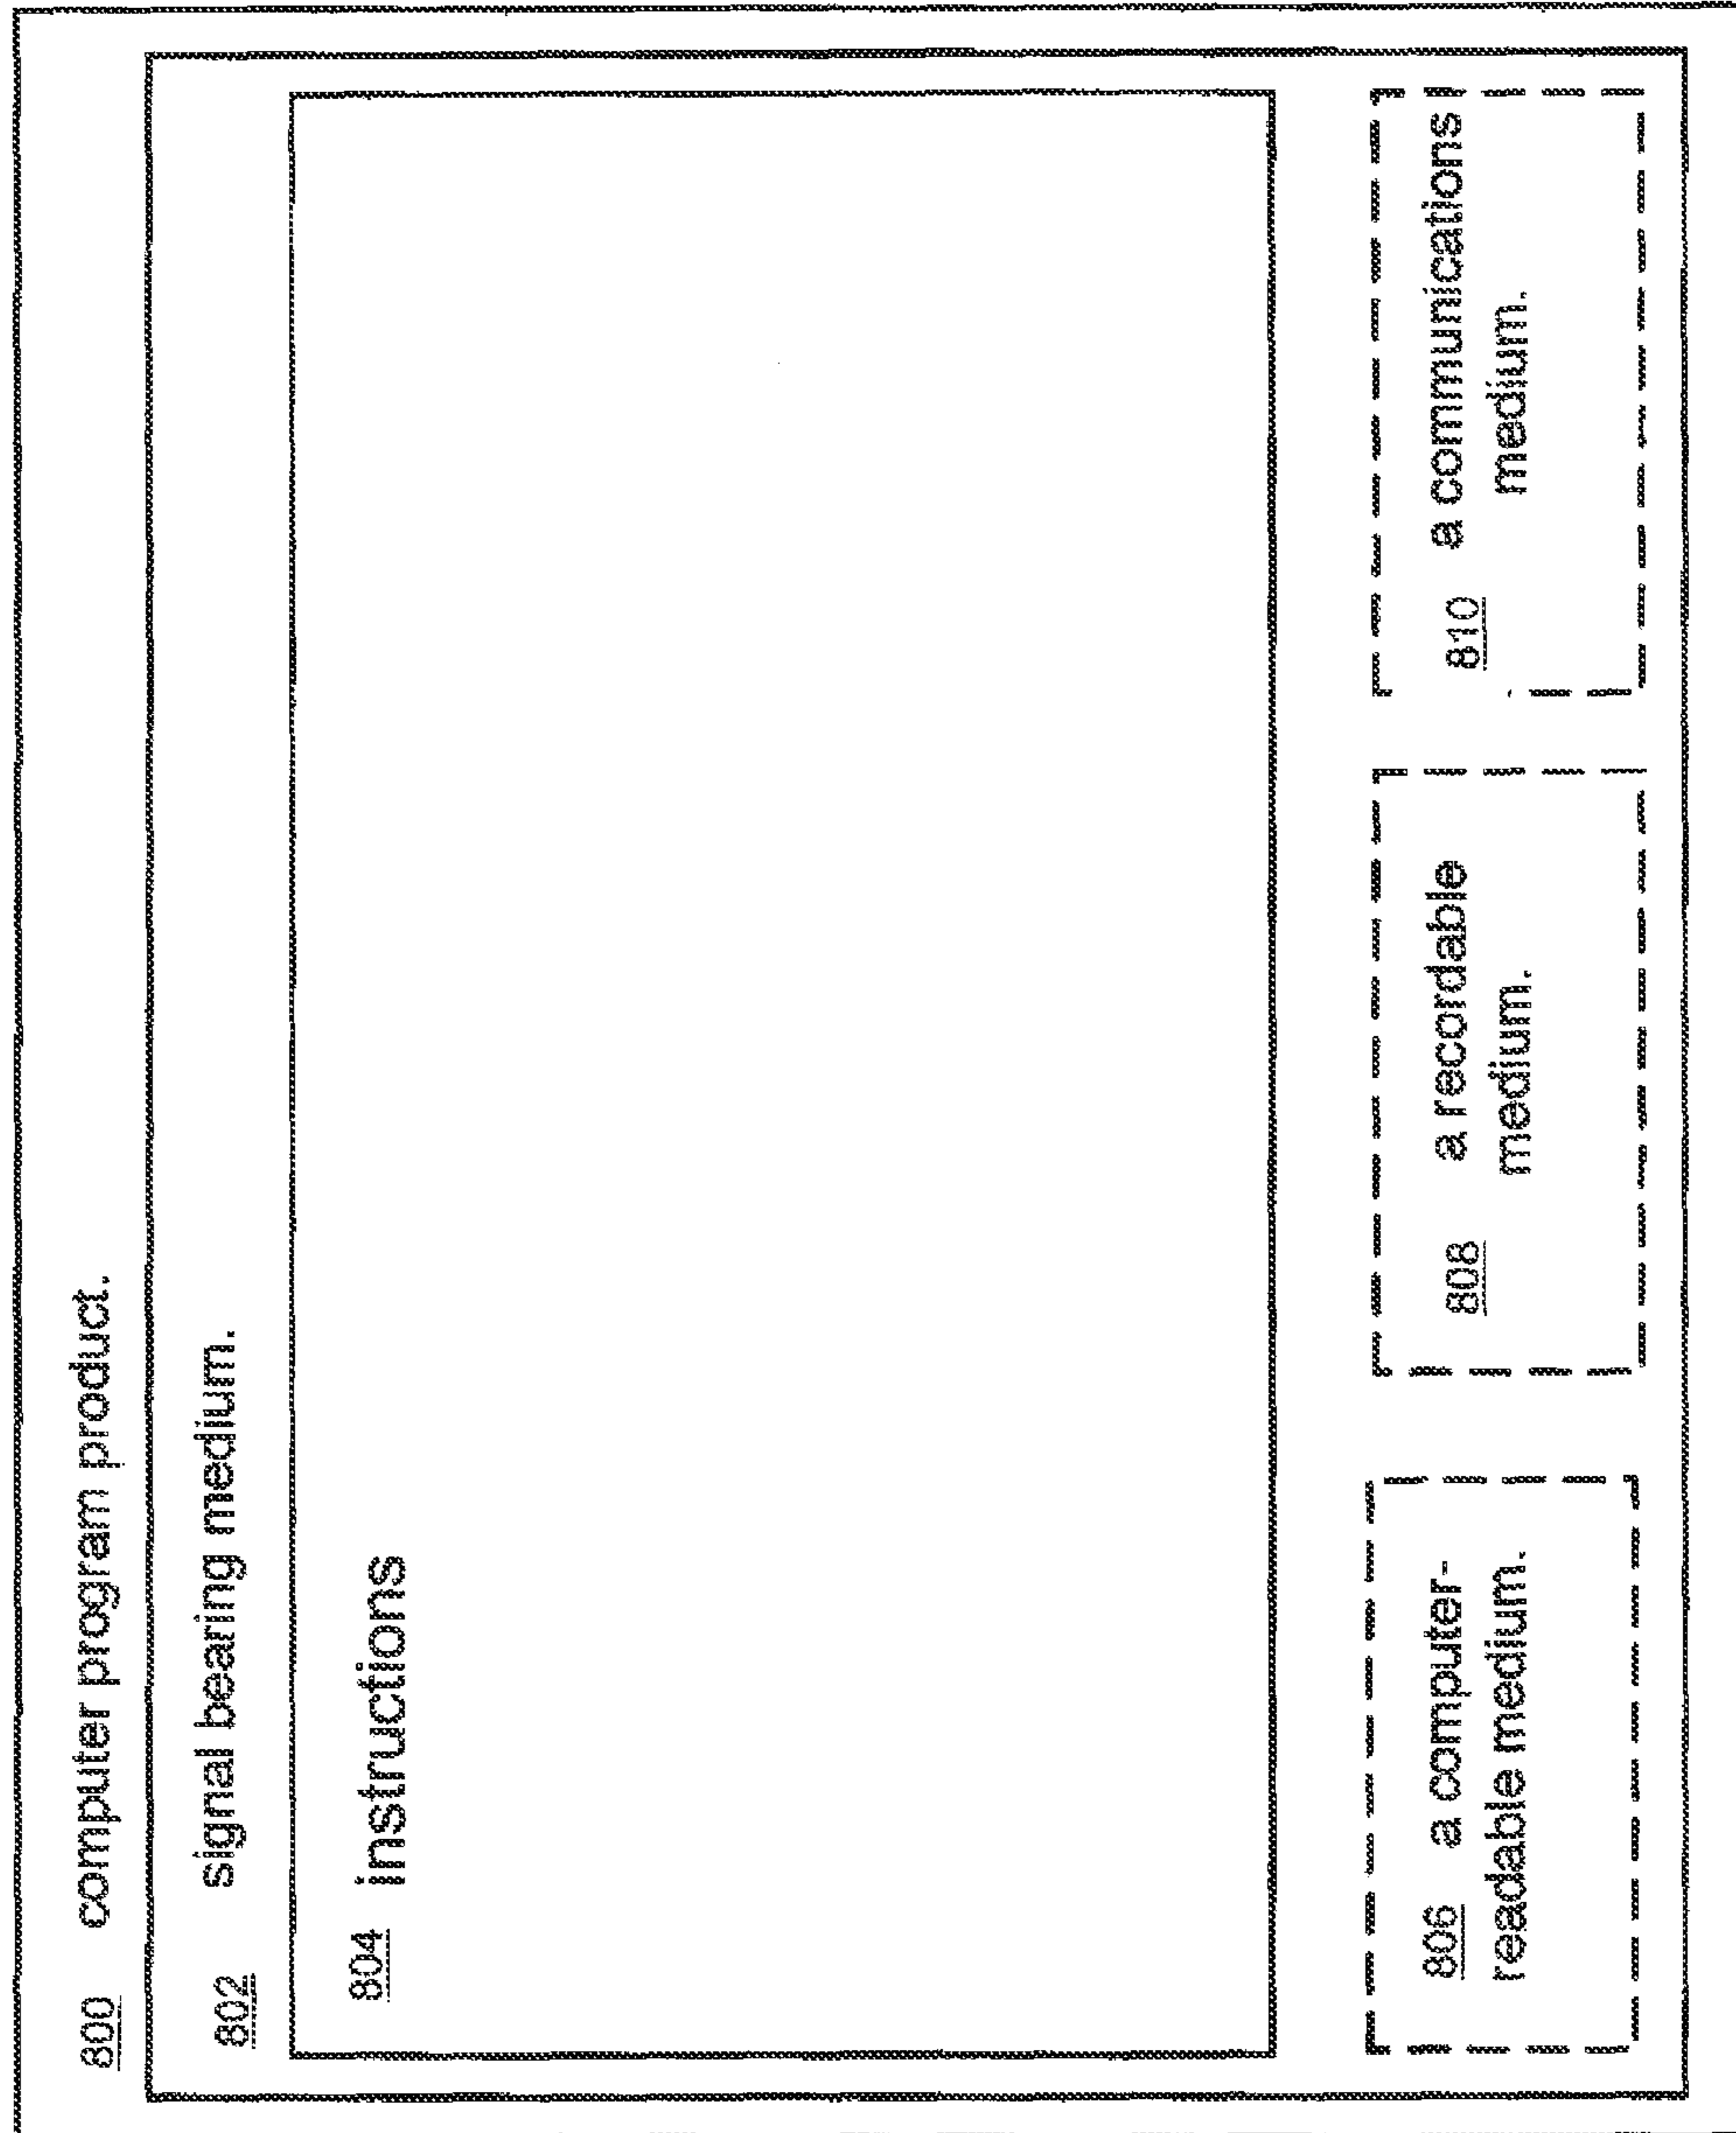 800 computer program product.
802 signal bearing medium.
804 instructions
806 a computer-
readable medium.
808 a recordable
medium.
810 a communications
medium.